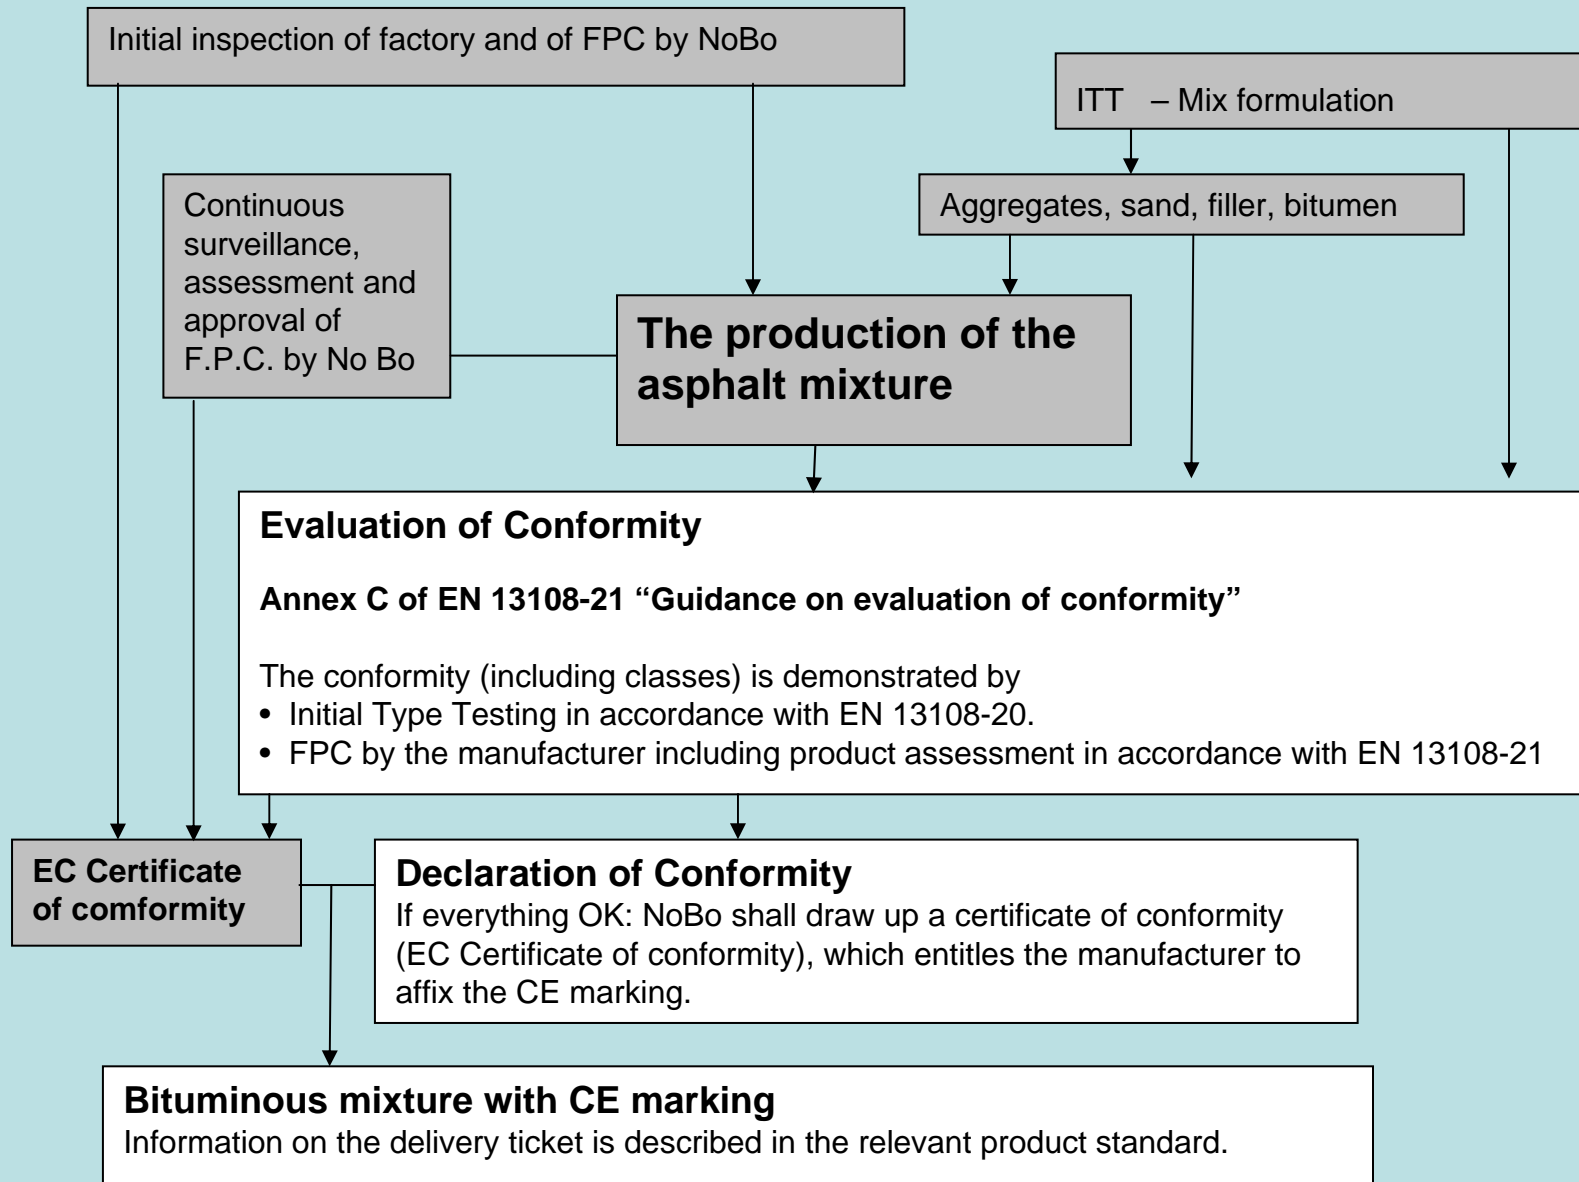 Initial inspection of factory and of FPC by NoBo
ITT – Mix formulation
Continuous
surveillance,
assessment and
approval of
F.P.C. by No Bo
Aggregates, sand, filler, bitumen
The production of the
asphalt mixture
Evaluation of Conformity
Annex C of EN 13108-21 “Guidance on evaluation of conformity”
The conformity (including classes) is demonstrated by
• Initial Type Testing in accordance with EN 13108-20.
• FPC by the manufacturer including product assessment in accordance with EN 13108-21
EC Certificate
of comformity
Declaration of Conformity
If everything OK: NoBo shall draw up a certificate of conformity
(EC Certificate of conformity), which entitles the manufacturer to
affix the CE marking.
Bituminous mixture with CE marking
Information on the delivery ticket is described in the relevant product standard.